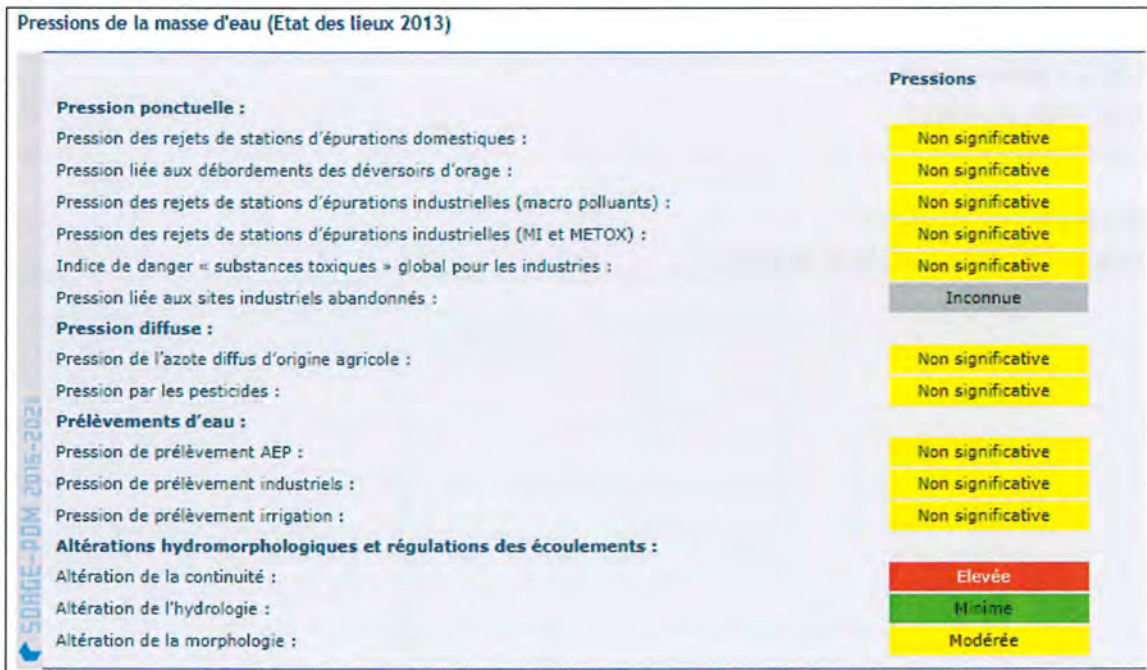 Pressions de la masse d'eau (Etat des lieux 2013)
Pressions
Pression ponctuelle :
Pression des rejets de stations d'épurations domestiques : Non significative
Pression liée aux débordements des déversoirs d'orage : Non significative
Pression des rejets de stations d'épurations industrielles (macro polluants) : Non significative
Pression des rejets de stations d'épurations industrielles (MI et METOX) : Non significative
Indice de danger « substances toxiques » global pour les industries : Non significative
Pression liée aux sites industriels abandonnés : Inconnue
Pression diffuse :
Pression de l'azote diffus d'origine agricole : Non significative
Pression par les pesticides : Non significative
Prélèvements d'eau :
Pression de prélèvement AEP : Non significative
Pression de prélèvement industriels : Non significative
Pression de prélèvement irrigation : Non significative
Altérations hydromorphologiques et régulations des écoulements :
Altération de la continuité : Elevée
Altération de l'hydrologie : Minime
Altération de la morphologie : Modérée
SDAGE-PDM 2015-2021